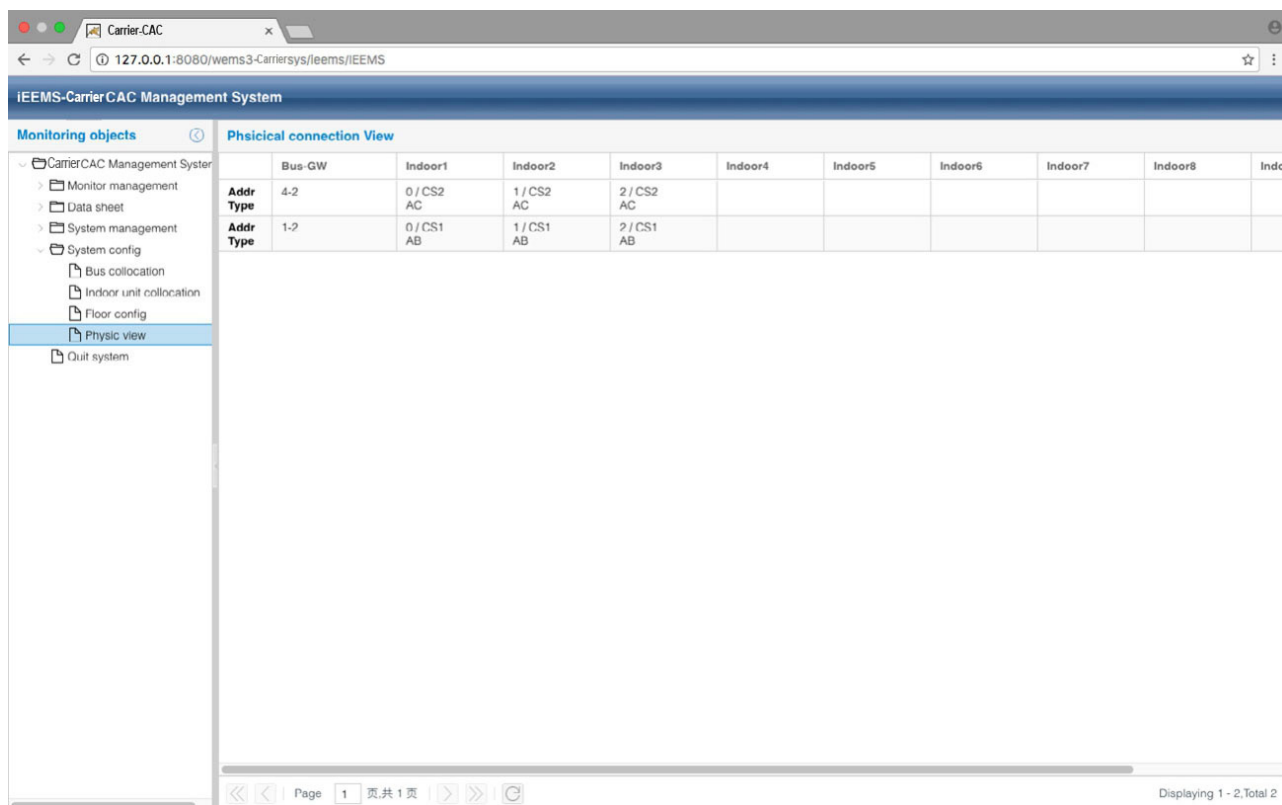 Carrier-CAC
127.0.0.1:8080/wems3-Carriersys/ieems/IEEMS
iEEMS-Carrier CAC Management System
Monitoring objects
Carrier CAC Management System
Monitor management
Data sheet
System management
System config
Bus collocation
Indoor unit collocation
Floor config
Physic view
Quit system
Phsicical connection View
Bus-GW Indoor1 Indoor2 Indoor3 Indoor4 Indoor5 Indoor6 Indoor7 Indoor8 Indo
Addr 4-2 0 / CS2 1 / CS2 2 / CS2
Type AC AC AC
Addr 1-2 0 / CS1 1 / CS1 2 / CS1
Type AB AB AB
Page 1 页,共 1 页
Displaying 1 - 2,Total 2